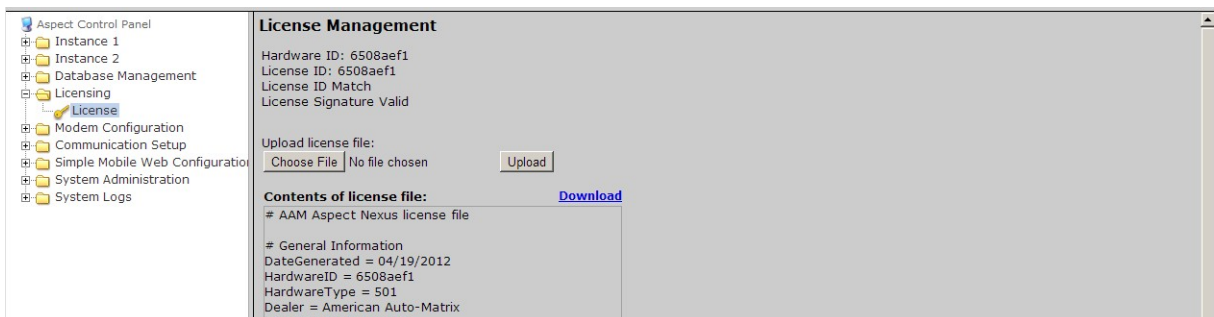 Aspect Control Panel
Instance 1
Instance 2
Database Management
Licensing
License
Modem Configuration
Communication Setup
Simple Mobile Web Configuration
System Administration
System Logs
License Management
Hardware ID: 6508aef1
License ID: 6508aef1
License ID Match
License Signature Valid
Upload license file:
Choose File No file chosen Upload
Contents of license file: Download
# AAM Aspect Nexus license file
# General Information
DateGenerated = 04/19/2012
HardwareID = 6508aef1
HardwareType = 501
Dealer = American Auto-Matrix